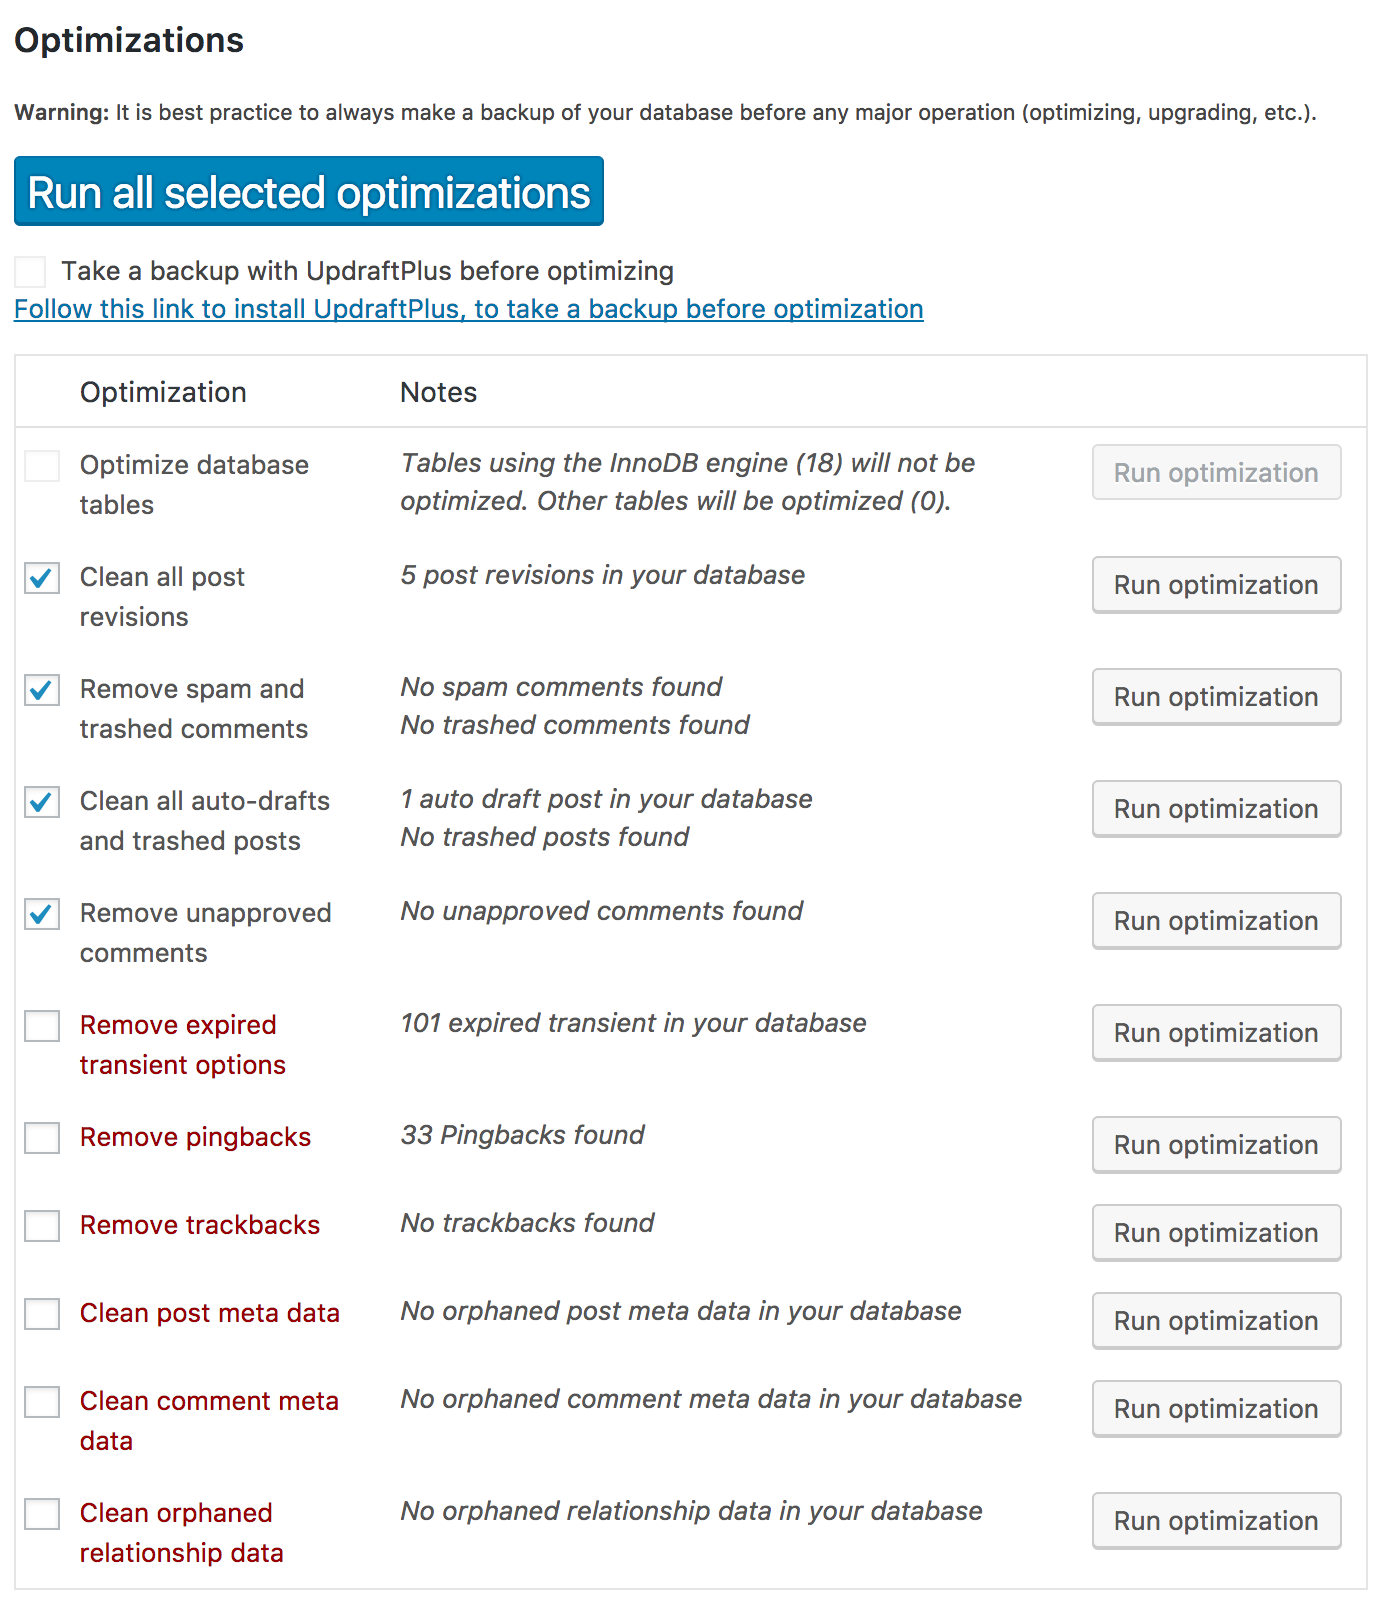 Optimizations
Warning: It is best practice to always make a backup of your database before any major operation (optimizing, upgrading, etc.).
Run all selected optimizations
Take a backup with UpdraftPlus before optimizing
Follow this link to install UpdraftPlus, to take a backup before optimization
Optimization Notes
Optimize database tables
Tables using the InnoDB engine (18) will not be
optimized. Other tables will be optimized (0).
Run optimization
Clean all post
revisions
5 post revisions in your database
Run optimization
Remove spam and
trashed comments
No spam comments found
No trashed comments found
Run optimization
Clean all auto-drafts
and trashed posts
1 auto draft post in your database
No trashed posts found
Run optimization
Remove unapproved
comments
No unapproved comments found
Run optimization
Remove expired
transient options
101 expired transient in your database
Run optimization
Remove pingbacks
33 Pingbacks found
Run optimization
Remove trackbacks
No trackbacks found
Run optimization
Clean post meta data
No orphaned post meta data in your database
Run optimization
Clean comment meta
data
No orphaned comment meta data in your database
Run optimization
Clean orphaned
relationship data
No orphaned relationship data in your database
Run optimization